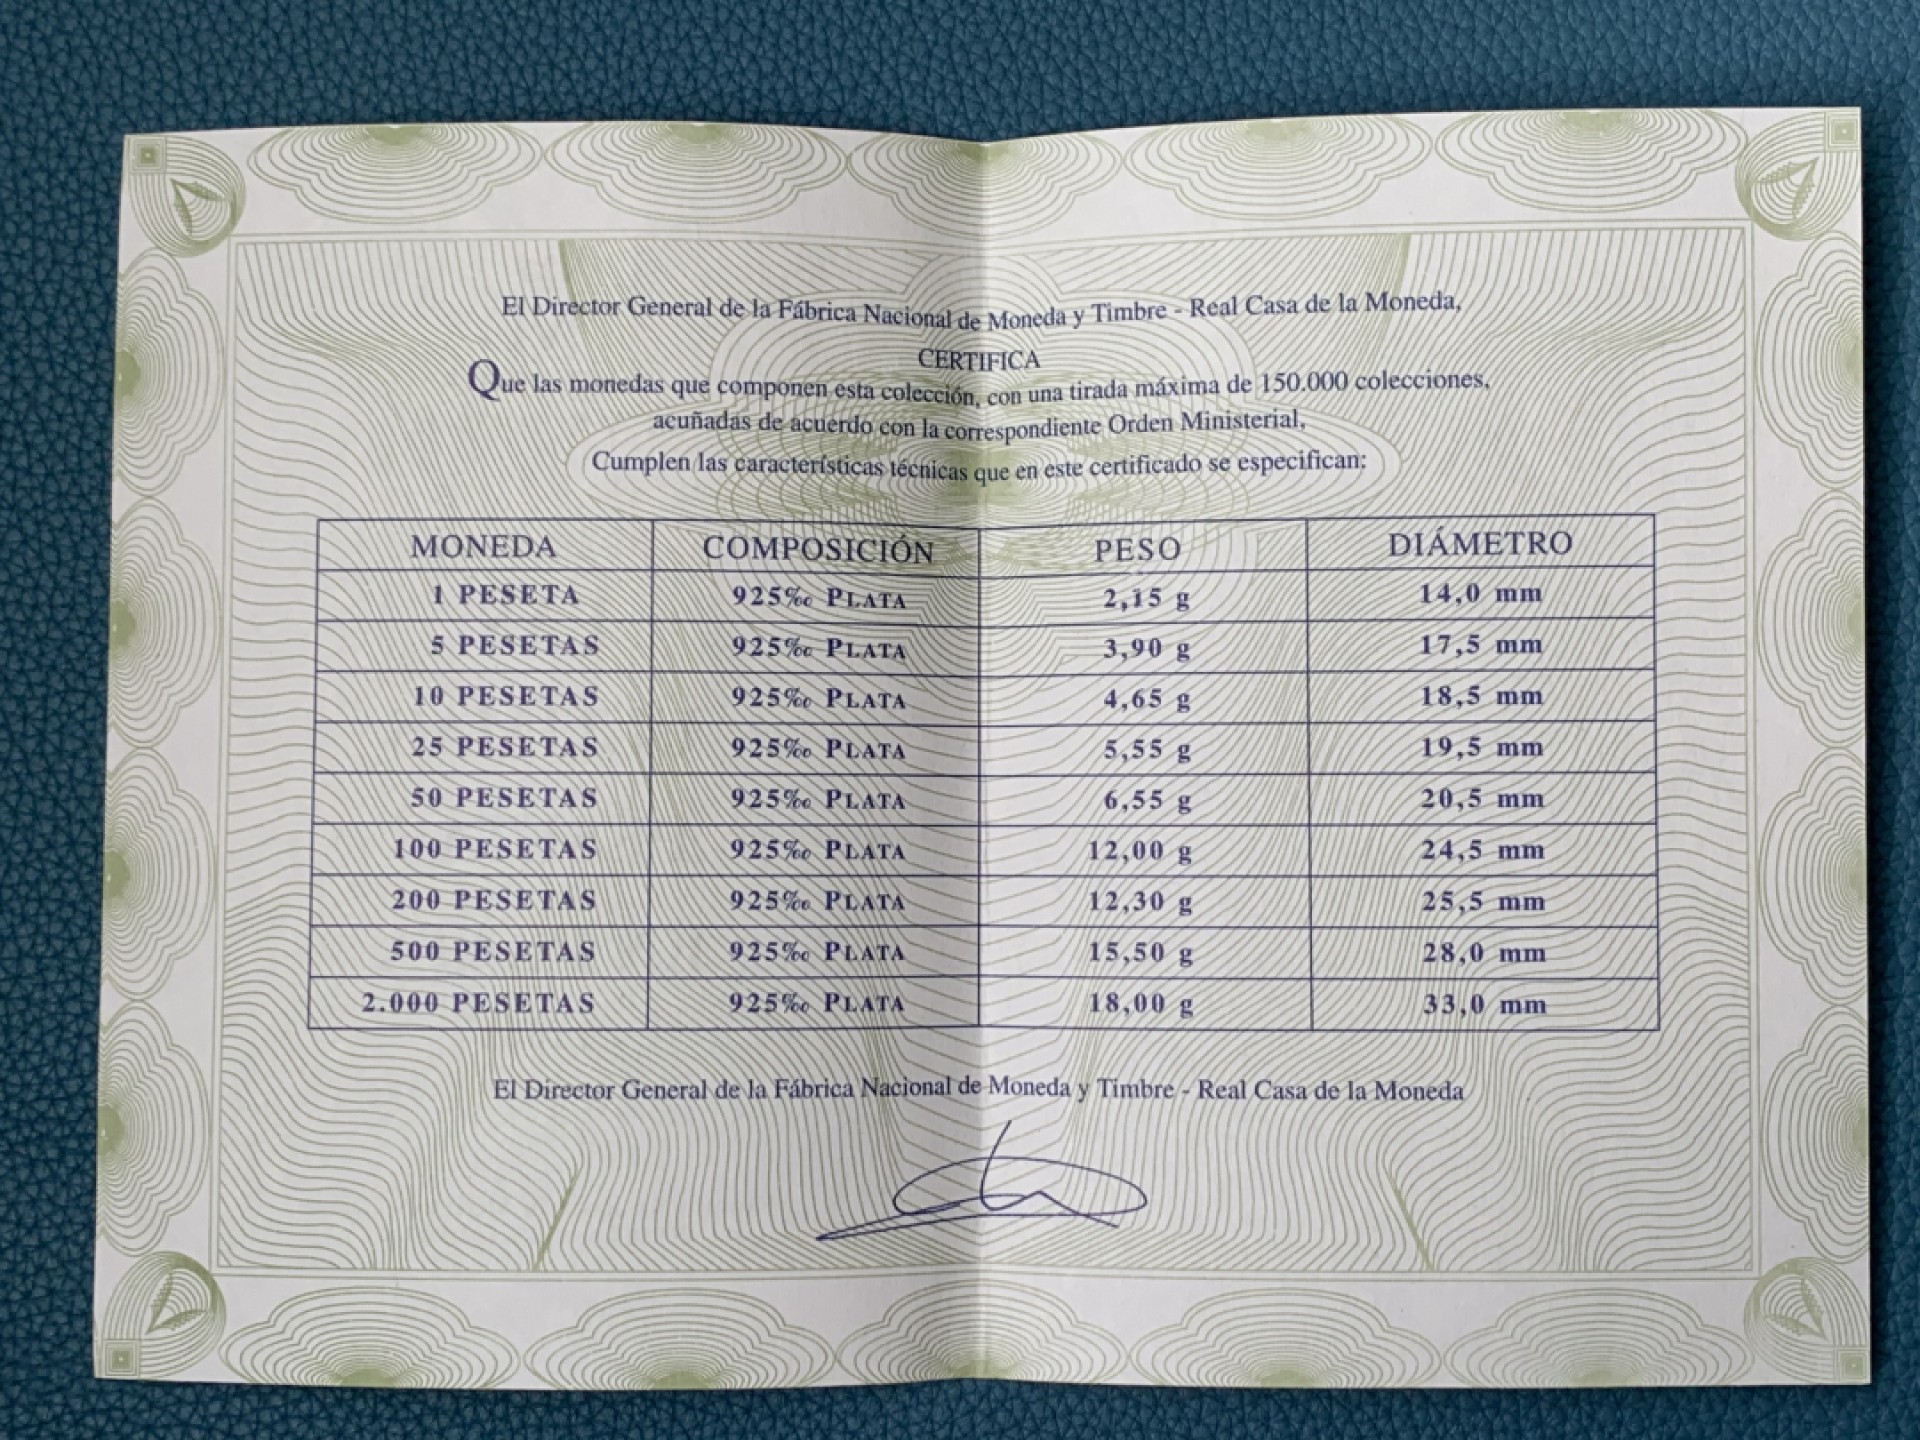 El Director General de la Fábrica Nacional de Moneda y Timbre - Real Casa de la Moneda,
CERTIFICA
Que las monedas que componen esta colección, con una tirada máxima de 150.000 colecciones,
acuñadas de acuerdo con la correspondiente Orden Ministerial,
Cumplen las características técnicas que en este certificado se especifican:
MONEDA COMPOSICIÓN PESO DIÁMETRO
1 PESETA 925‰ PLATA 2,15 g 14,0 mm
5 PESETAS 925‰ PLATA 3,90 g 17,5 mm
10 PESETAS 925‰ PLATA 4,65 g 18,5 mm
25 PESETAS 925‰ PLATA 5,55 g 19,5 mm
50 PESETAS 925‰ PLATA 6,55 g 20,5 mm
100 PESETAS 925‰ PLATA 12,00 g 24,5 mm
200 PESETAS 925‰ PLATA 12,30 g 25,5 mm
500 PESETAS 925‰ PLATA 15,50 g 28,0 mm
2.000 PESETAS 925‰ PLATA 18,00 g 33,0 mm
El Director General de la Fábrica Nacional de Moneda y Timbre - Real Casa de la Moneda